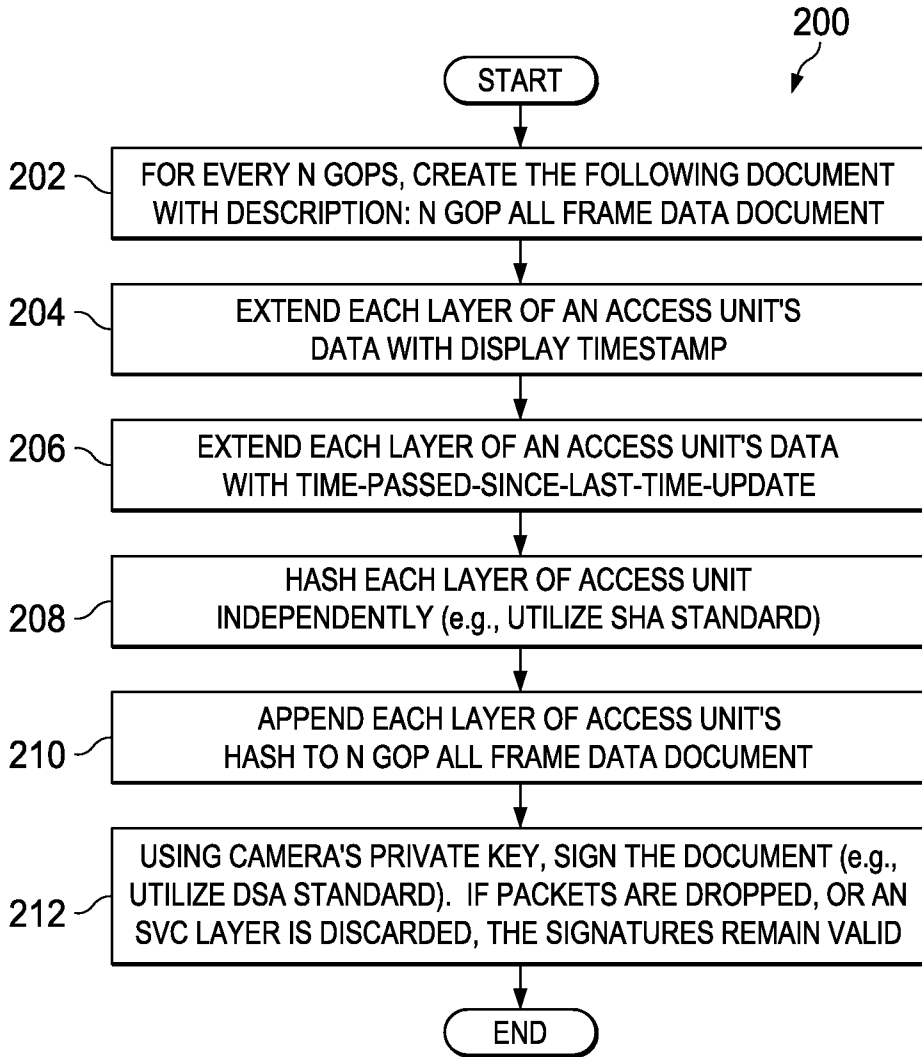 200
START
202
FOR EVERY N GOPS, CREATE THE FOLLOWING DOCUMENT
WITH DESCRIPTION: N GOP ALL FRAME DATA DOCUMENT
204
EXTEND EACH LAYER OF AN ACCESS UNIT'S
DATA WITH DISPLAY TIMESTAMP
206
EXTEND EACH LAYER OF AN ACCESS UNIT'S DATA
WITH TIME-PASSED-SINCE-LAST-TIME-UPDATE
208
HASH EACH LAYER OF ACCESS UNIT
INDEPENDENTLY (e.g., UTILIZE SHA STANDARD)
210
APPEND EACH LAYER OF ACCESS UNIT'S
HASH TO N GOP ALL FRAME DATA DOCUMENT
212
USING CAMERA'S PRIVATE KEY, SIGN THE DOCUMENT (e.g.,
UTILIZE DSA STANDARD). IF PACKETS ARE DROPPED, OR AN
SVC LAYER IS DISCARDED, THE SIGNATURES REMAIN VALID
END